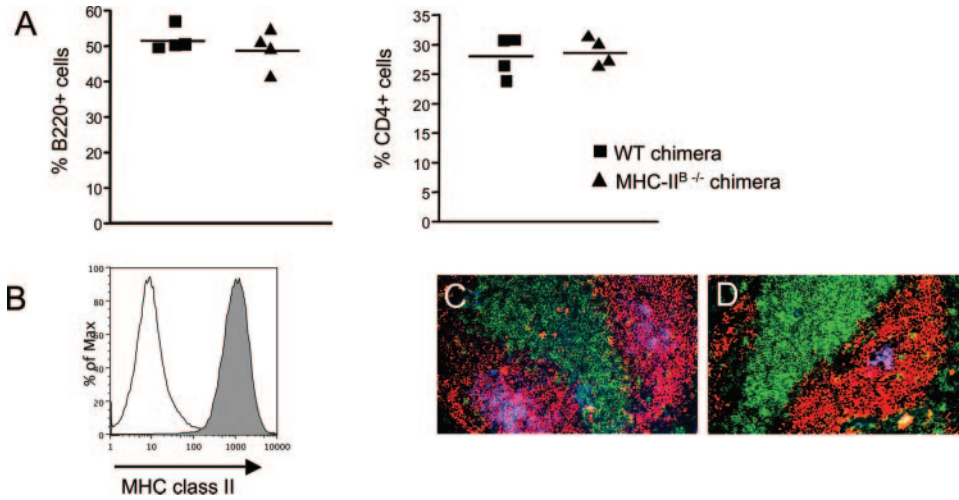 A
% B220+ cells
60
50
40
30
20
10
0
% CD4+ cells
35
30
25
20
15
10
5
0
WT chimera
MHC-IIB -/- chimera
B
% of Max
100
80
60
40
20
0
1 10 100 1000 10000
MHC class II
C
D